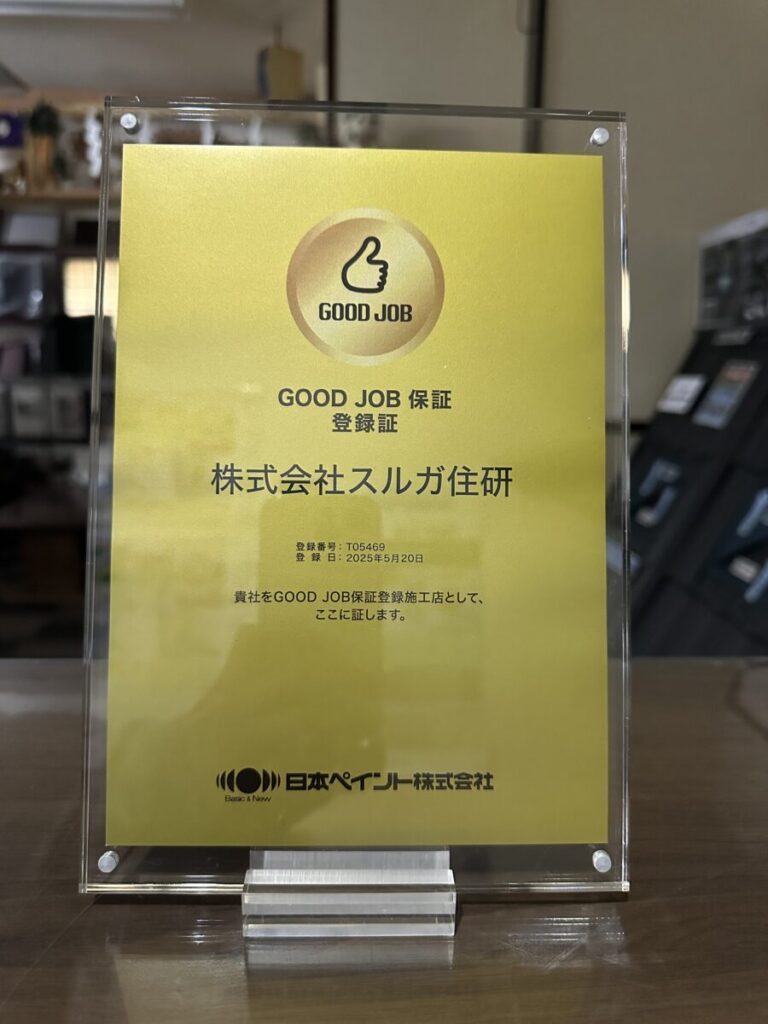 GOOD JOB
GOOD JOB 保証
登録証
株式会社スルガ住研
登録番号：T05469
登 録 日：2025年5月20日
貴社をGOOD JOB保証登録施工店として、
ここに証します。
日本ペイント株式会社
Basic & New